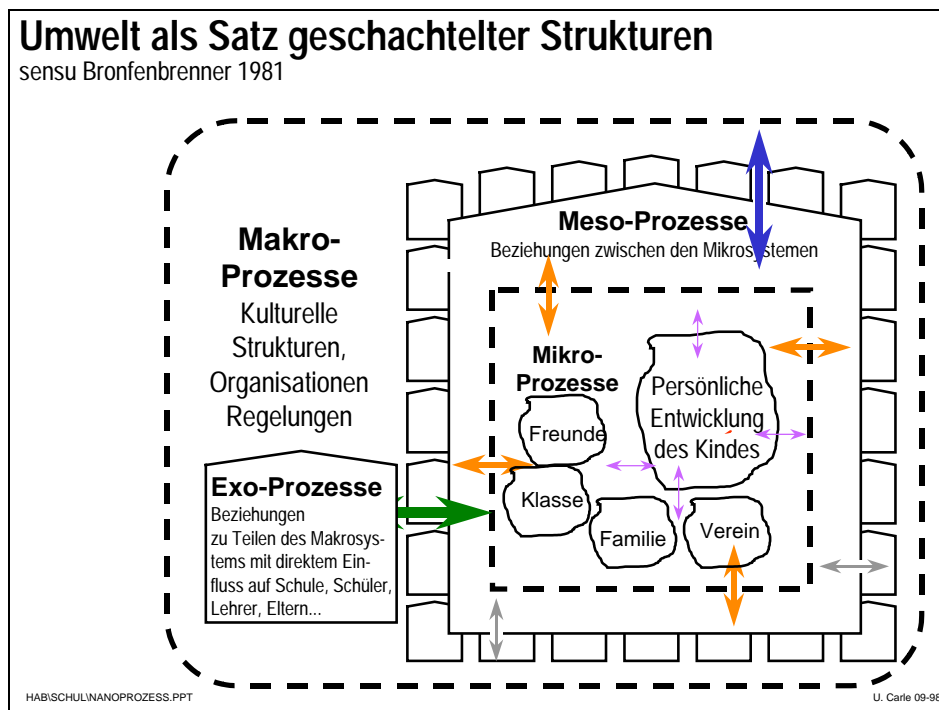 Umwelt als Satz geschachtelter Strukturen
sensu Bronfenbrenner 1981
Makro-
Prozesse
Kulturelle
Strukturen,
Organisationen
Regelungen
Exo-Prozesse
Beziehungen
zu Teilen des Makrosys-
tems mit direktem Ein-
fluss auf Schule, Schüler,
Lehrer, Eltern...
Meso-Prozesse
Beziehungen zwischen den Mikrosystemen
Mikro-
Prozesse
Freunde
Klasse
Familie
Verein
Persönliche
Entwicklung
des Kindes
HAB\SCHUL\NANOPROZESS.PPT
U. Carle 09-98